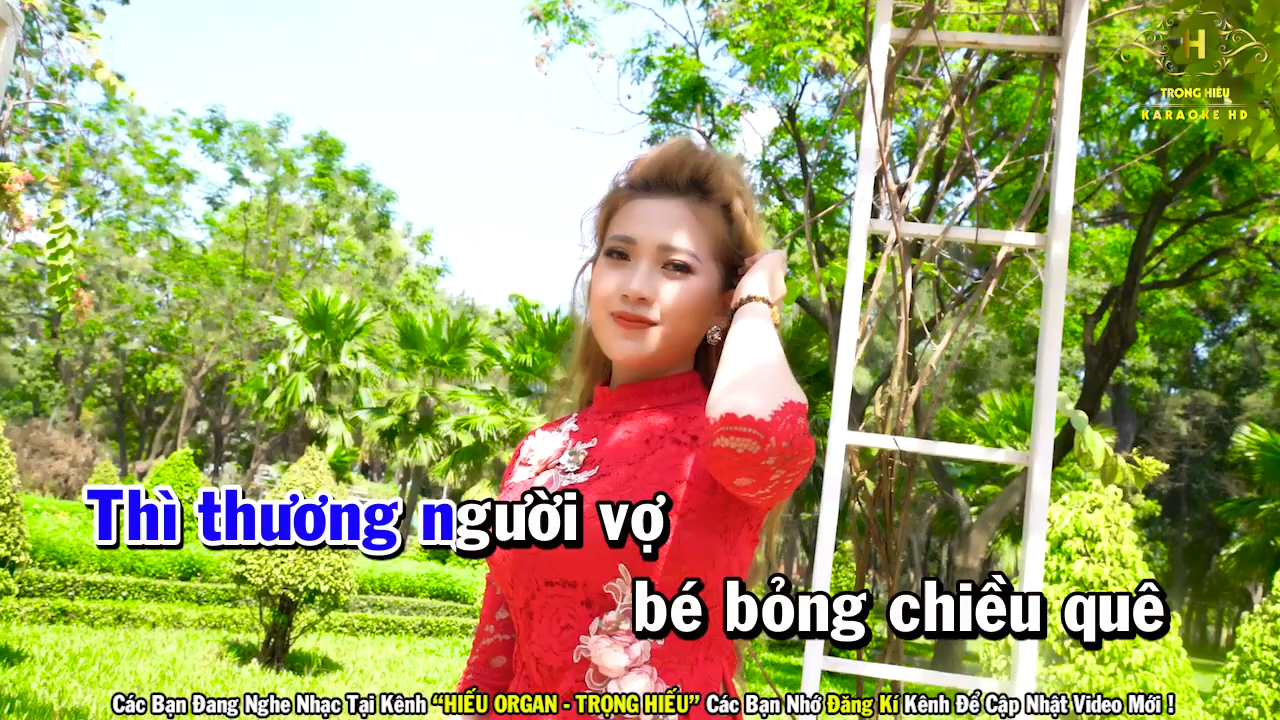 H
TRỌNG HIẾU
KARAOKE HD
Thì thương người vợ
bé bỏng chiều quê
Các Bạn Đang Nghe Nhạc Tại Kênh “HIẾU ORGAN - TRỌNG HIẾU” Các Bạn Nhớ Đăng Kí Kênh Để Cập Nhật Video Mới !